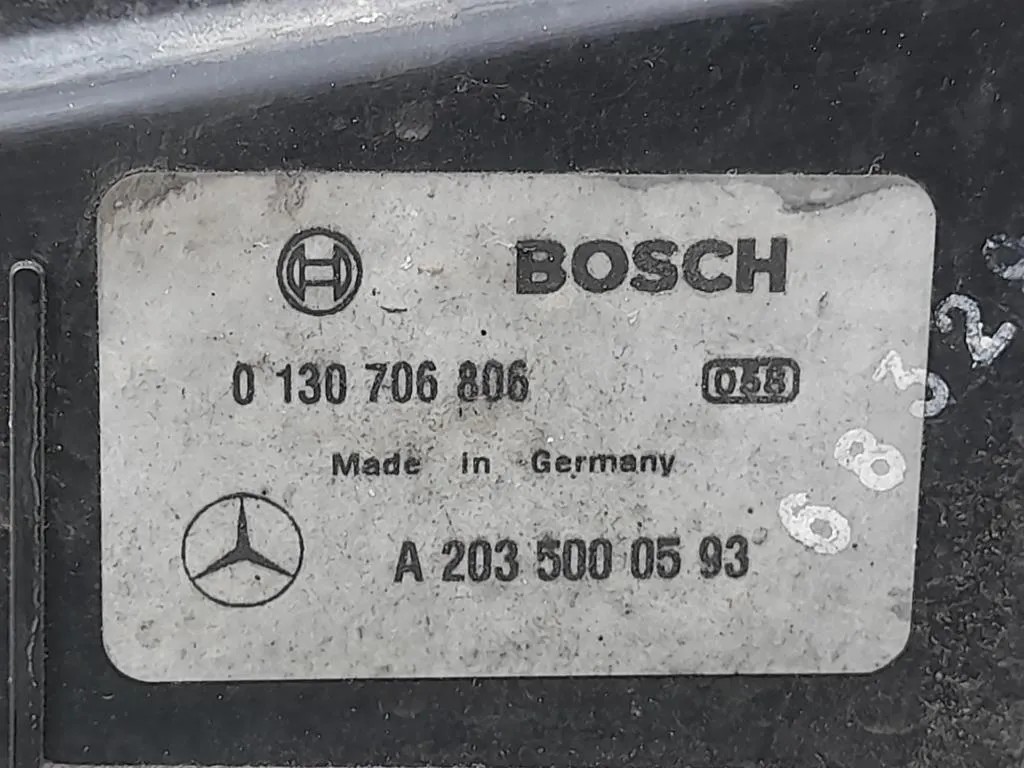 BOSCH
0 130 706 806
058
Made in Germany
A 203 500 05 93
6832